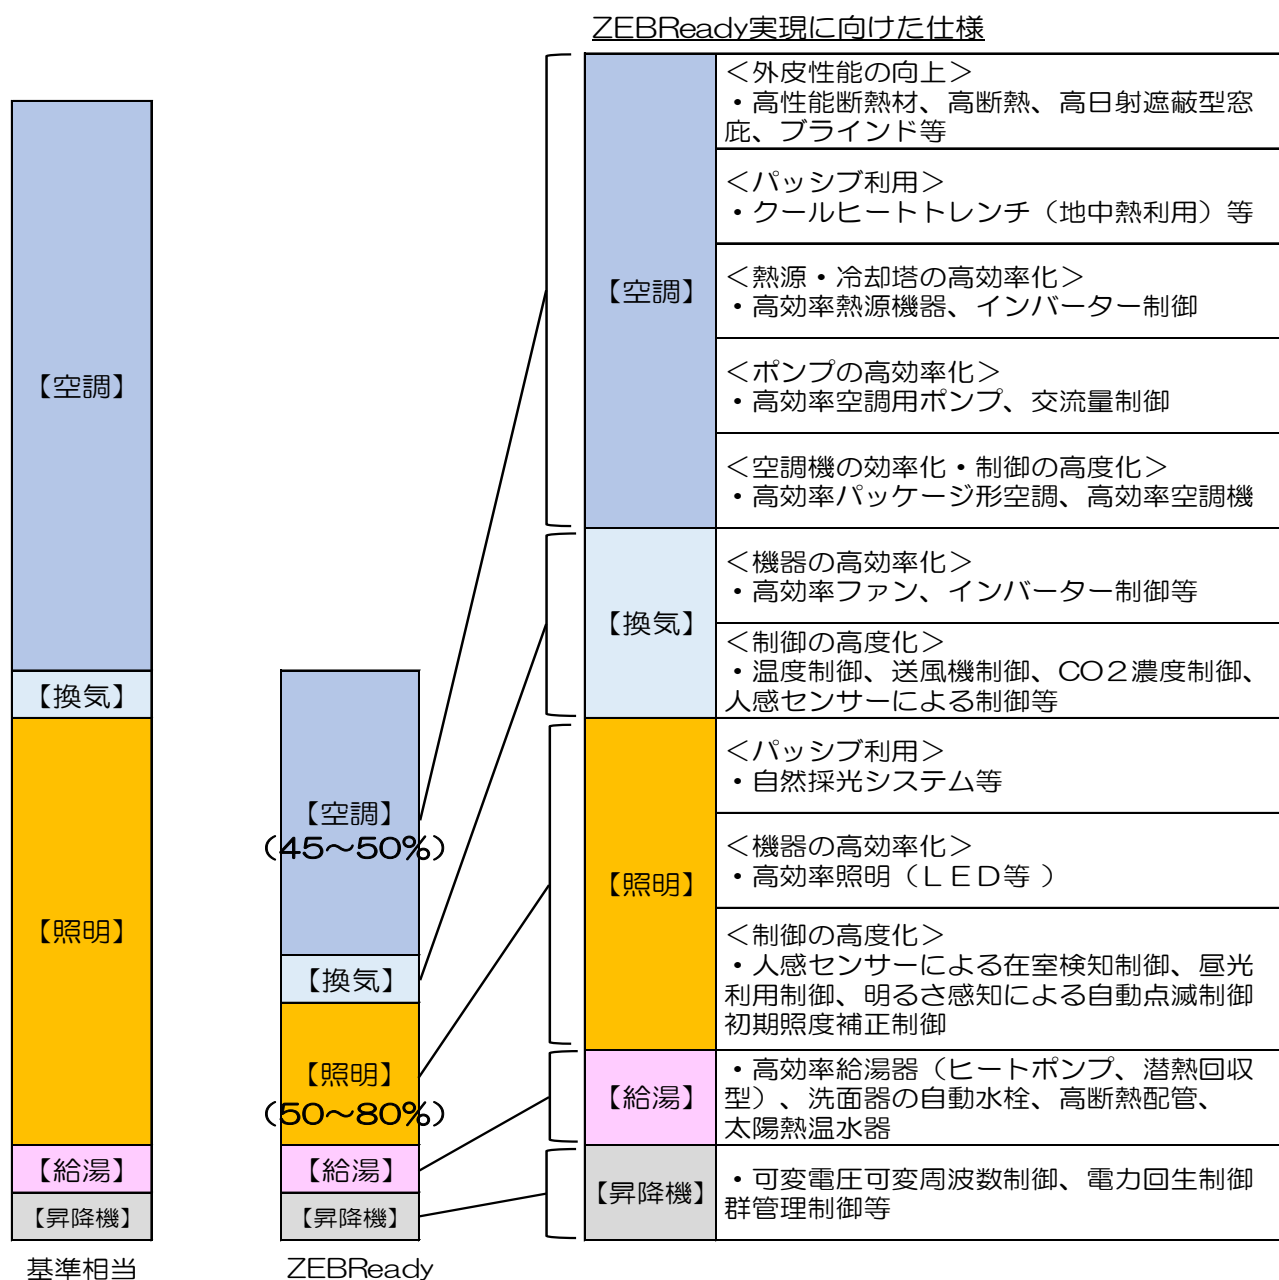 ZEBReady実現に向けた仕様
【空調】
【換気】
【照明】
【給湯】
【昇降機】
基準相当
【空調】
(45～50%)
【換気】
【照明】
(50～80%)
【給湯】
【昇降機】
ZEBReady
【空調】
＜外皮性能の向上＞
・高性能断熱材、高断熱、高日射遮蔽型窓
庇、ブラインド等
＜パッシブ利用＞
・クールヒートトレンチ（地中熱利用）等
＜熱源・冷却塔の高効率化＞
・高効率熱源機器、インバーター制御
＜ポンプの高効率化＞
・高効率空調用ポンプ、交流量制御
＜空調機の効率化・制御の高度化＞
・高効率パッケージ形空調、高効率空調機
【換気】
＜機器の高効率化＞
・高効率ファン、インバーター制御等
＜制御の高度化＞
・温度制御、送風機制御、CO2濃度制御、
人感センサーによる制御等
【照明】
＜パッシブ利用＞
・自然採光システム等
＜機器の高効率化＞
・高効率照明（ＬＥＤ等 ）
＜制御の高度化＞
・人感センサーによる在室検知制御、昼光
利用制御、明るさ感知による自動点滅制御
初期照度補正制御
【給湯】
・高効率給湯器（ヒートポンプ、潜熱回収
型）、洗面器の自動水栓、高断熱配管、
太陽熱温水器
【昇降機】
・可変電圧可変周波数制御、電力回生制御
群管理制御等